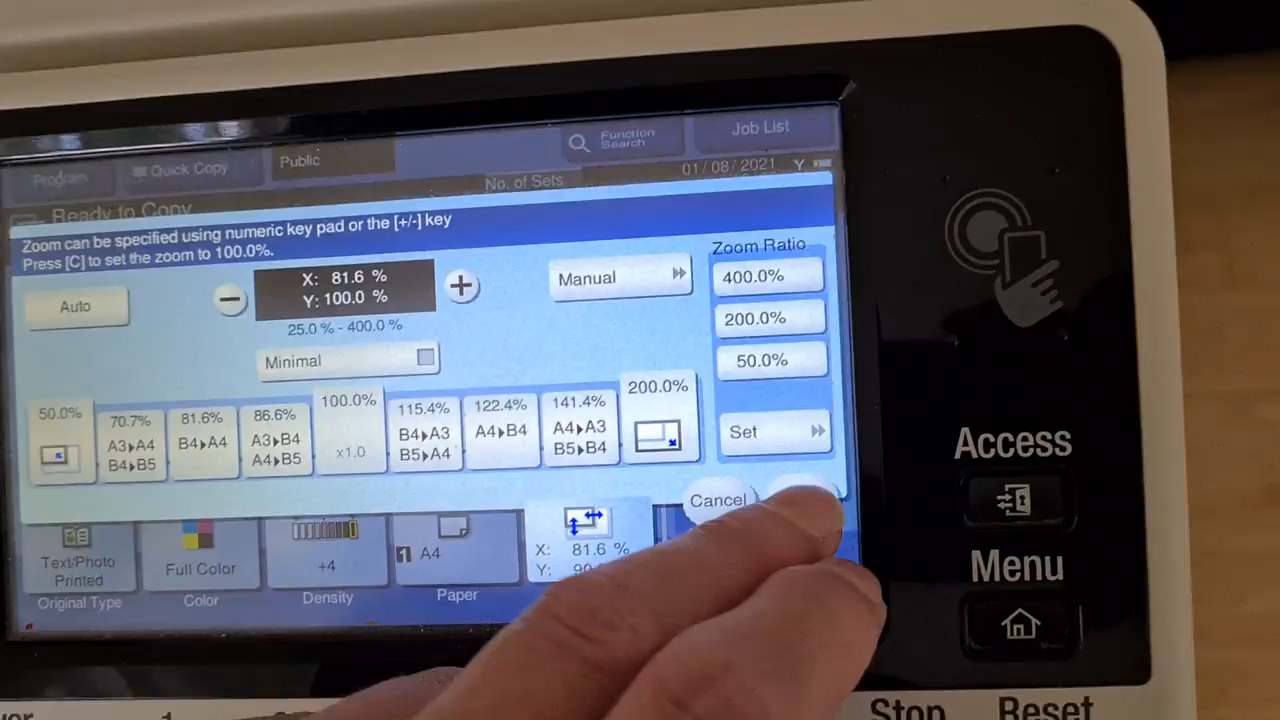 Function
Search
Job List
Program
Quick Copy
Public
No. of Sets
01/08/2021
Y
Ready to Copy
Zoom can be specified using numeric key pad or the [+/-] key
Press [C] to set the zoom to 100.0%.
Zoom Ratio
Auto
−
X: 81.6 %
Y: 100.0 %
+
Manual
400.0%
25.0 % - 400.0 %
200.0%
Minimal
50.0%
50.0%
70.7%
A3▸A4
B4▸B5
81.6%
B4▸A4
86.6%
A3▸B4
A4▸B5
100.0%
x1.0
115.4%
B4▸A3
B5▸A4
122.4%
A4▸B4
141.4%
A4▸A3
B5▸B4
200.0%
Set
Cancel
Text/Photo
Printed
Original Type
Full Color
Color
+4
Density
1 A4
Paper
X: 81.6 %
Y:
Access
Menu
1
Stop
Reset